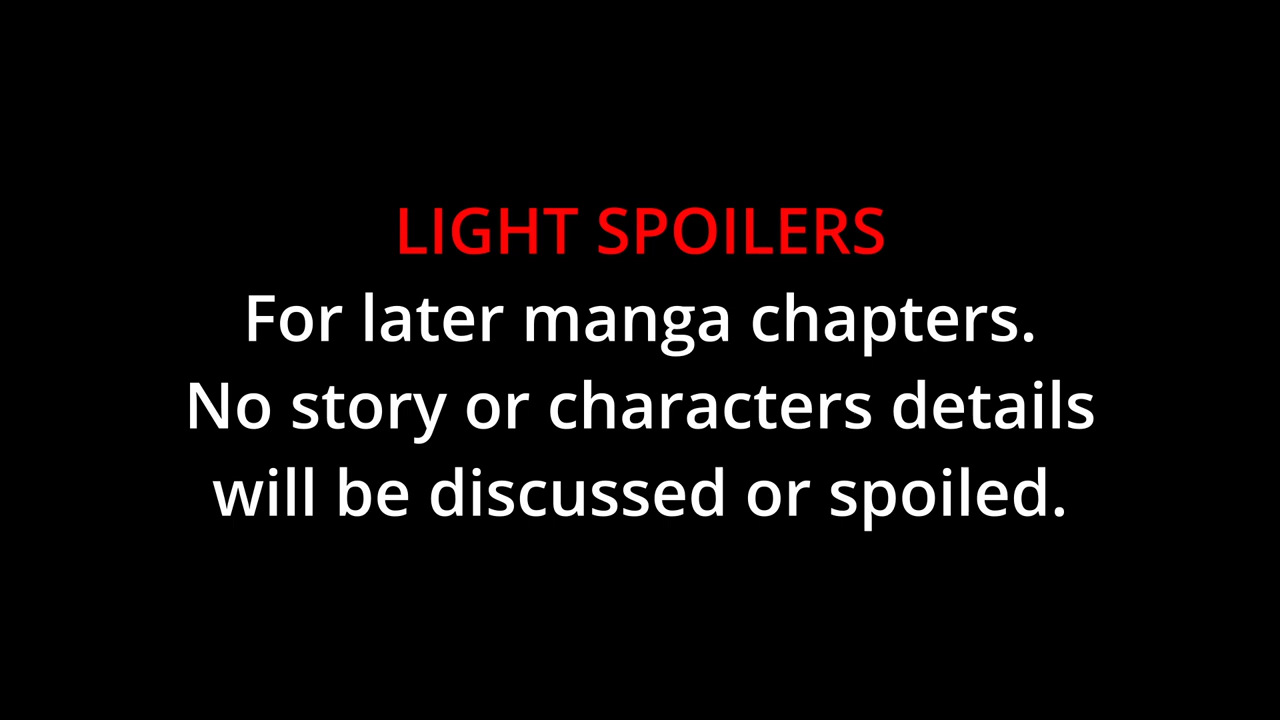 LIGHT SPOILERS
For later manga chapters.
No story or characters details
will be discussed or spoiled.